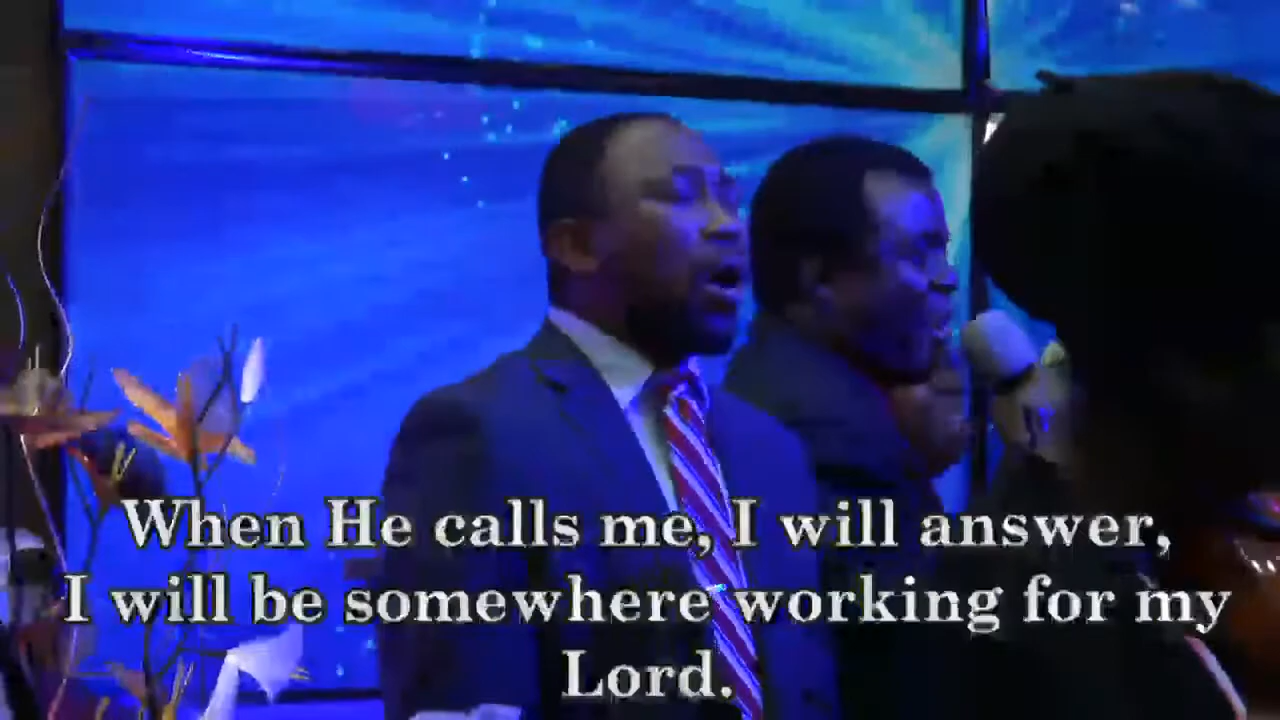 When He calls me, I will answer,
I will be somewhere working for my
Lord.